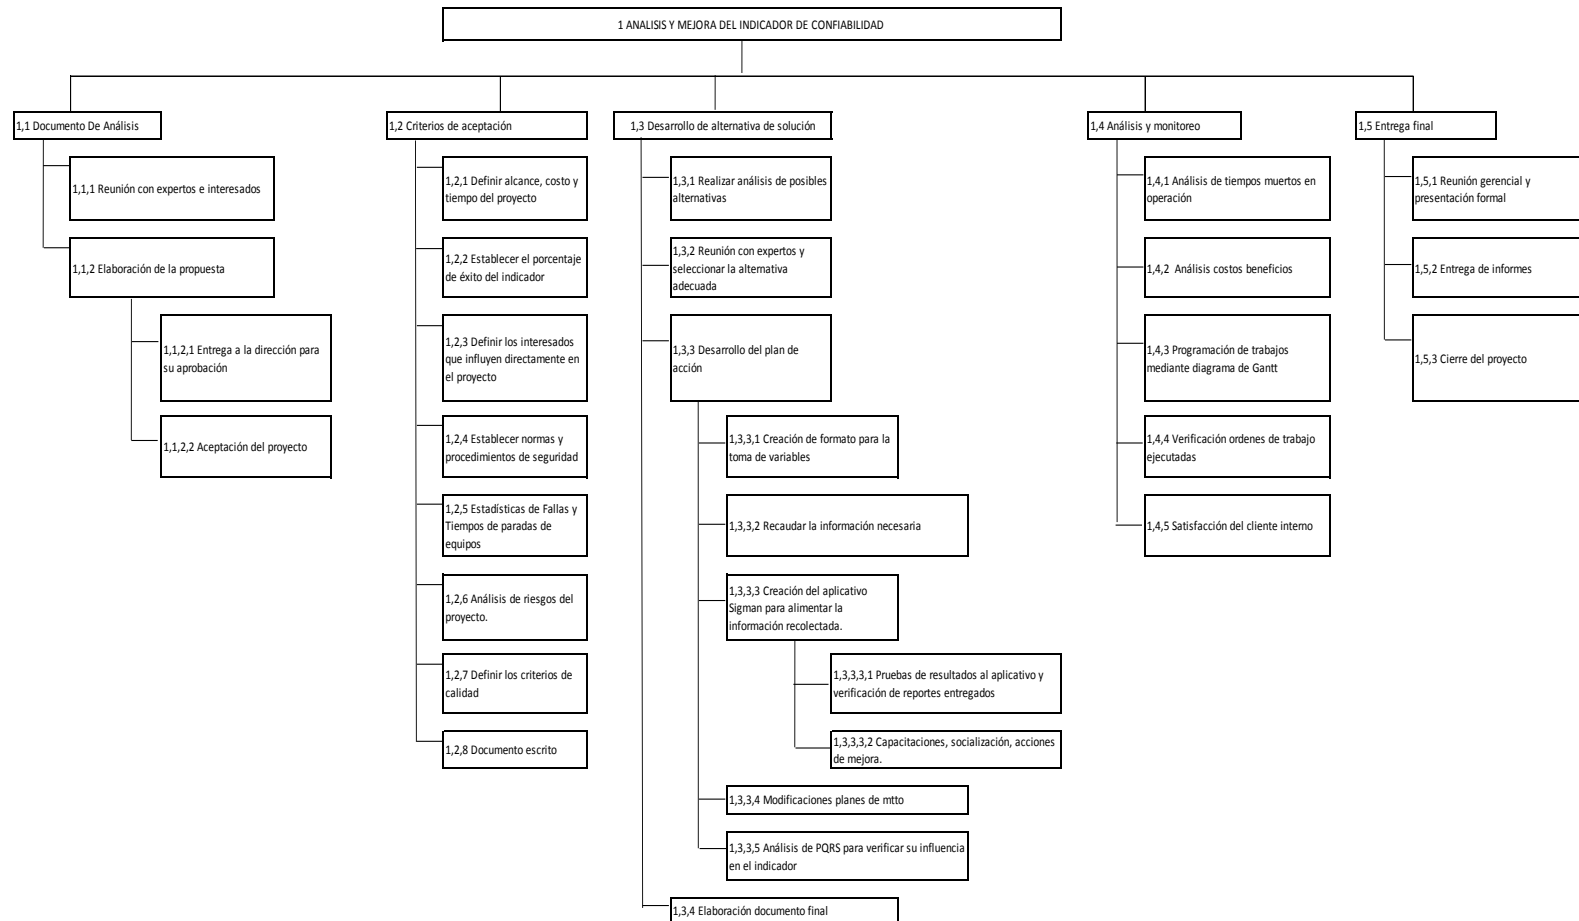 1 ANALISIS Y MEJORA DEL INDICADOR DE CONFIABILIDAD
1,1 Documento De Análisis
1,1,1 Reunión con expertos e interesados
1,1,2 Elaboración de la propuesta
1,1,2,1 Entrega a la dirección para
su aprobación
1,1,2,2 Aceptación del proyecto
1,2 Criterios de aceptación
1,2,1 Definir alcance, costo y
tiempo del proyecto
1,2,2 Establecer el porcentaje
de éxito del indicador
1,2,3 Definir los interesados
que influyen directamente en
el proyecto
1,2,4 Establecer normas y
procedimientos de seguridad
1,2,5 Estadísticas de Fallas y
Tiempos de paradas de
equipos
1,2,6 Análisis de riesgos del
proyecto.
1,2,7 Definir los criterios de
calidad
1,2,8 Documento escrito
1,3 Desarrollo de alternativa de solución
1,3,1 Realizar análisis de posibles
alternativas
1,3,2 Reunión con expertos y
seleccionar la alternativa
adecuada
1,3,3 Desarrollo del plan de
acción
1,3,3,1 Creación de formato para la
toma de variables
1,3,3,2 Recaudar la información necesaria
1,3,3,3 Creación del aplicativo
Sigman para alimentar la
información recolectada.
1,3,3,3,1 Pruebas de resultados al aplicativo y
verificación de reportes entregados
1,3,3,3,2 Capacitaciones, socialización, acciones
de mejora.
1,3,3,4 Modificaciones planes de mtto
1,3,3,5 Análisis de PQRS para verificar su influencia
en el indicador
1,3,4 Elaboración documento final
1,4 Análisis y monitoreo
1,4,1 Análisis de tiempos muertos en
operación
1,4,2 Análisis costos beneficios
1,4,3 Programación de trabajos
mediante diagrama de Gantt
1,4,4 Verificación ordenes de trabajo
ejecutadas
1,4,5 Satisfacción del cliente interno
1,5 Entrega final
1,5,1 Reunión gerencial y
presentación formal
1,5,2 Entrega de informes
1,5,3 Cierre del proyecto